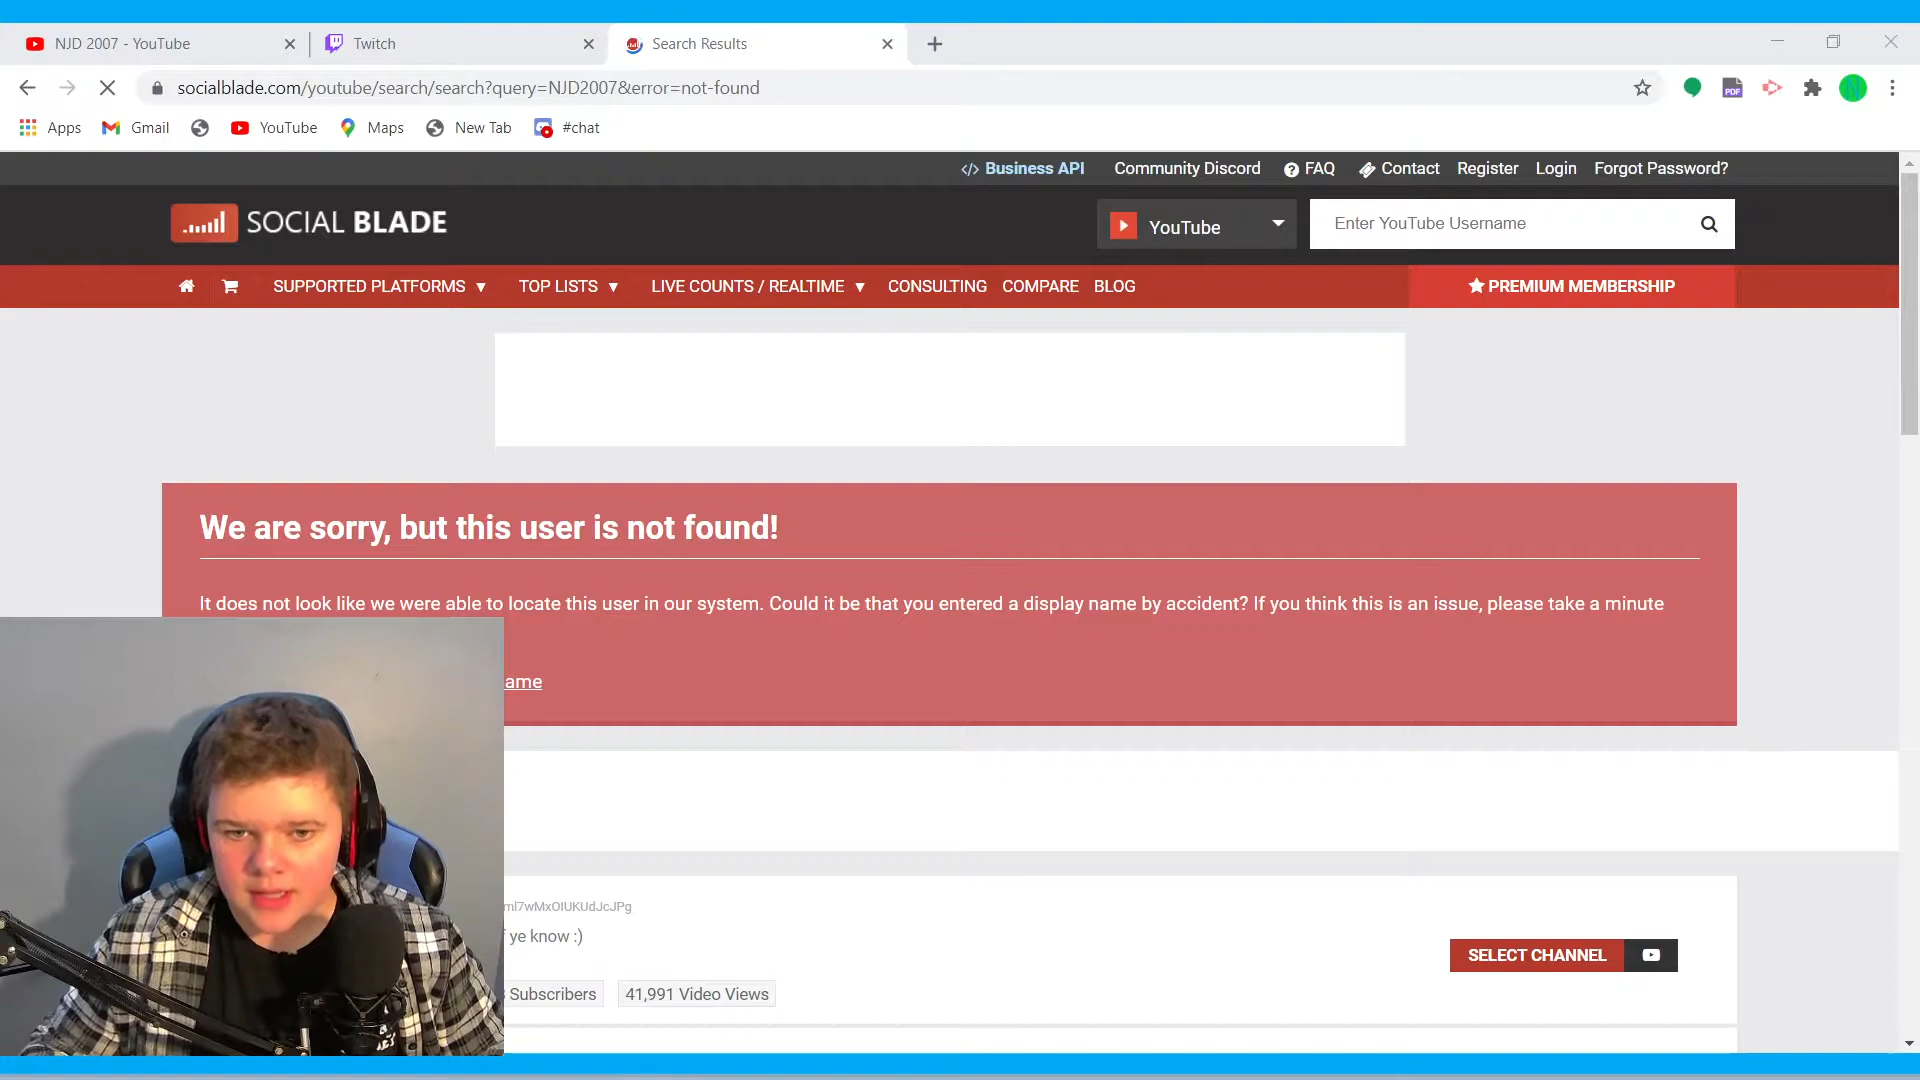 NJD 2007 - YouTube
Twitch
Search Results
socialblade.com/youtube/search/search?query=NJD2007&error=not-found
PDF
Apps
Gmail
YouTube
Maps
New Tab
#chat
</> Business API
Community Discord
FAQ
Contact
Register
Login
Forgot Password?
SOCIAL BLADE
YouTube
Enter YouTube Username
SUPPORTED PLATFORMS ▼
TOP LISTS ▼
LIVE COUNTS / REALTIME ▼
CONSULTING
COMPARE
BLOG
PREMIUM MEMBERSHIP
We are sorry, but this user is not found!
It does not look like we were able to locate this user in our system. Could it be that you entered a display name by accident? If you think this is an issue, please take a minute
ame
ye know :)
SELECT CHANNEL
Subscribers
41,991 Video Views